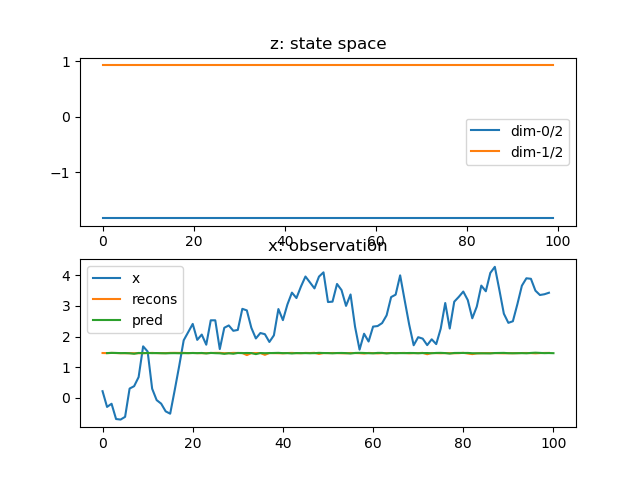 z: state space
1
0
−1
dim-0/2
dim-1/2
0 20 40 60 80 100
x: observation
4
3
2
1
0
x
recons
pred
0 20 40 60 80 100